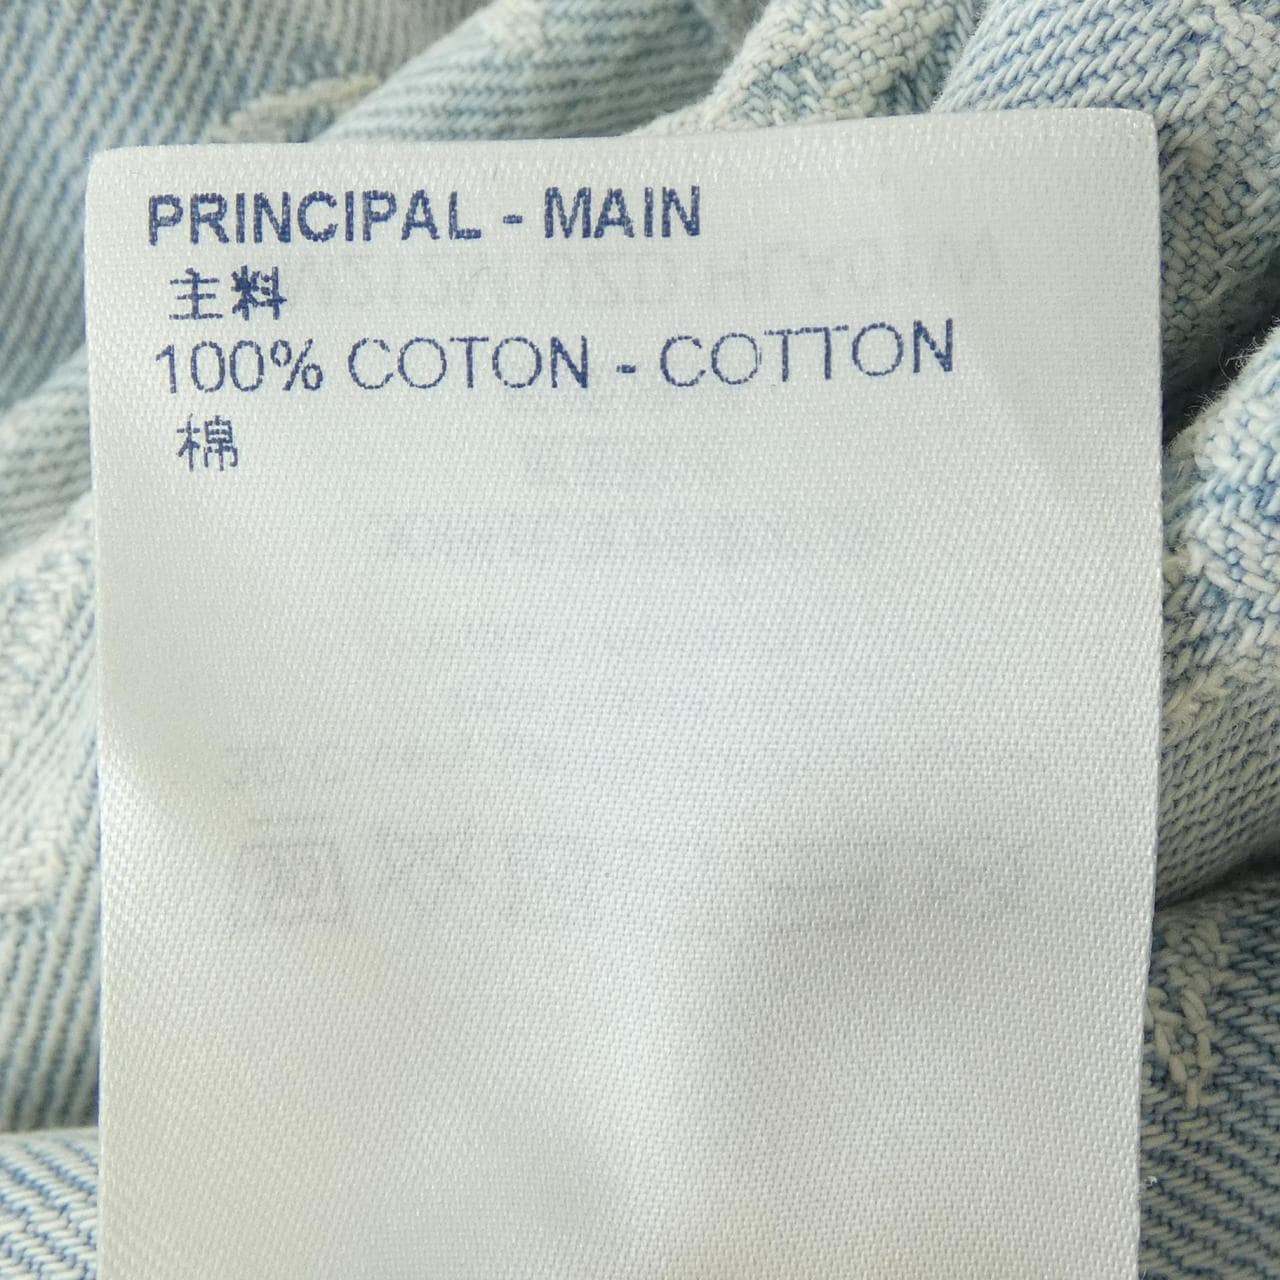 PRINCIPAL - MAIN
主料
100% COTON - COTTON
棉